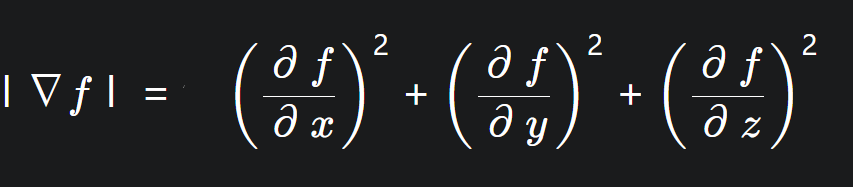 |∇f| = (∂f/∂x)² + (∂f/∂y)² + (∂f/∂z)²